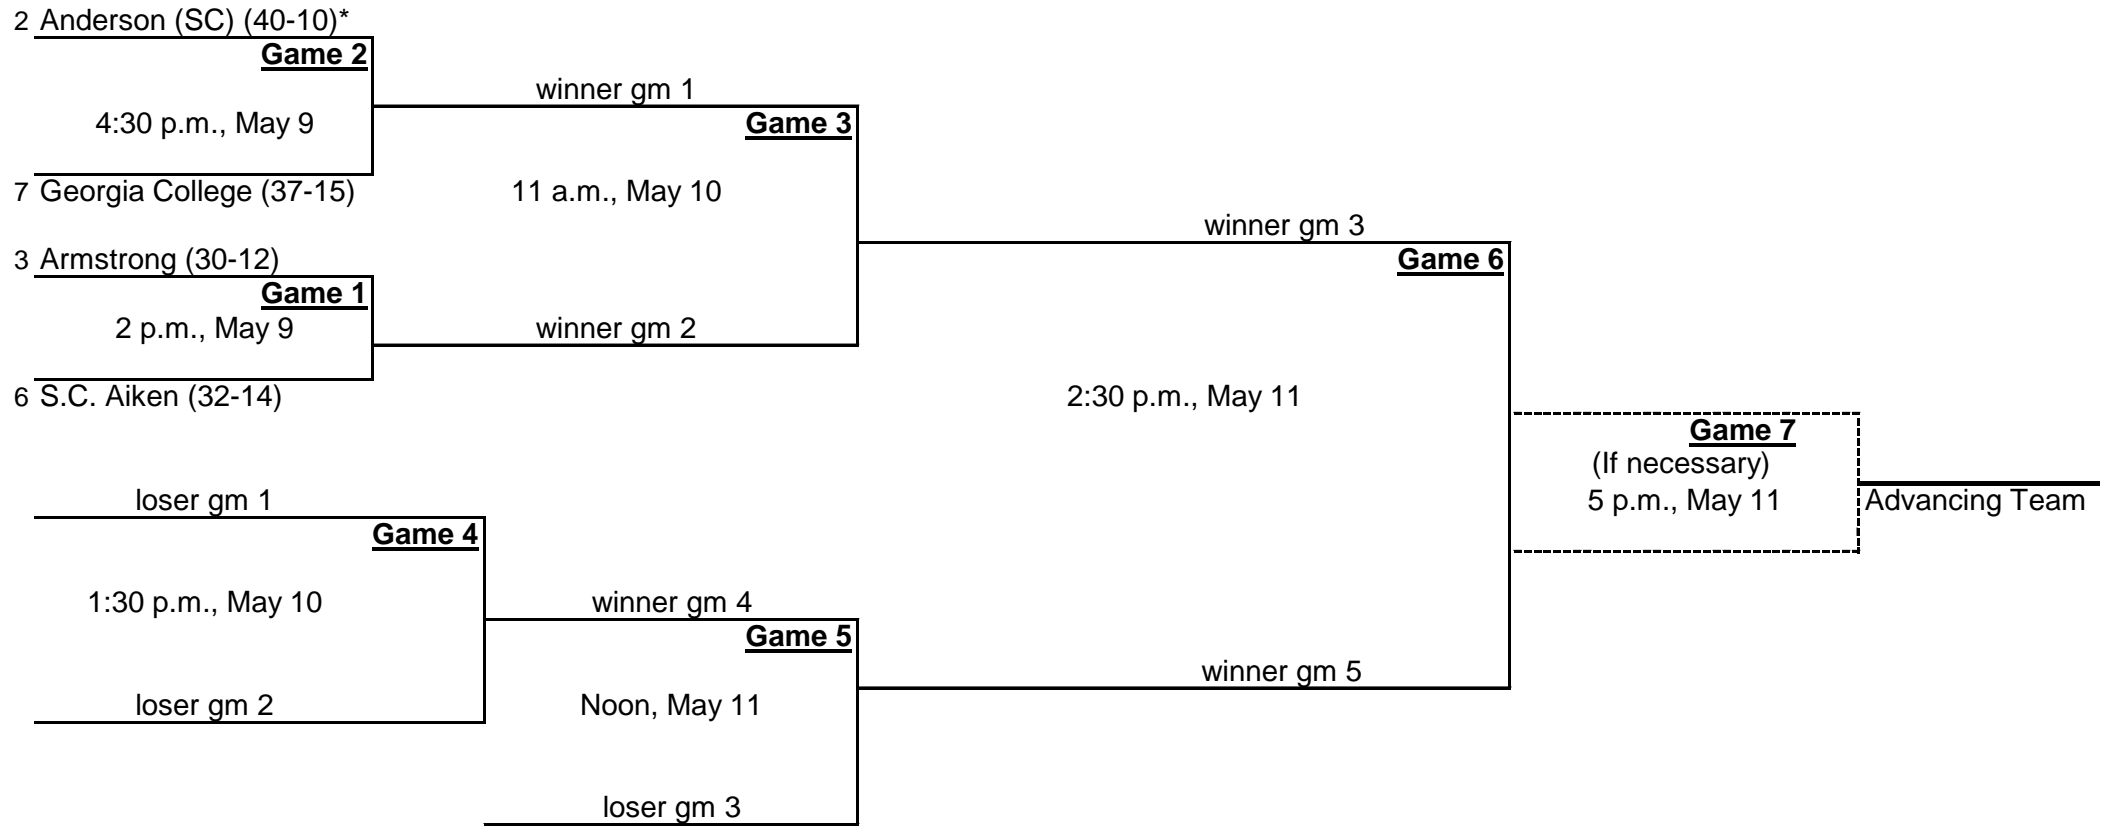 2 Anderson (SC) (40-10)*
Game 2
winner gm 1
4:30 p.m., May 9
Game 3
7 Georgia College (37-15)
11 a.m., May 10
winner gm 3
3 Armstrong (30-12)
Game 6
Game 1
2 p.m., May 9
winner gm 2
6 S.C. Aiken (32-14)
2:30 p.m., May 11
Game 7
(If necessary)
loser gm 1
5 p.m., May 11
Advancing Team
Game 4
1:30 p.m., May 10
winner gm 4
Game 5
winner gm 5
loser gm 2
Noon, May 11
loser gm 3